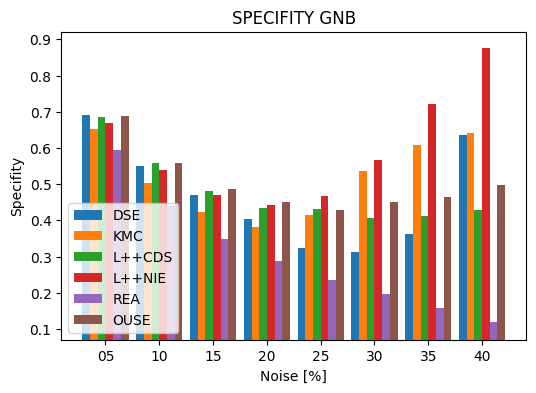 SPECIFITY GNB
Specifity
0.9
0.8
0.7
0.6
0.5
0.4
0.3
0.2
0.1
DSE
KMC
L++CDS
L++NIE
REA
OUSE
05 10 15 20 25 30 35 40
Noise [%]